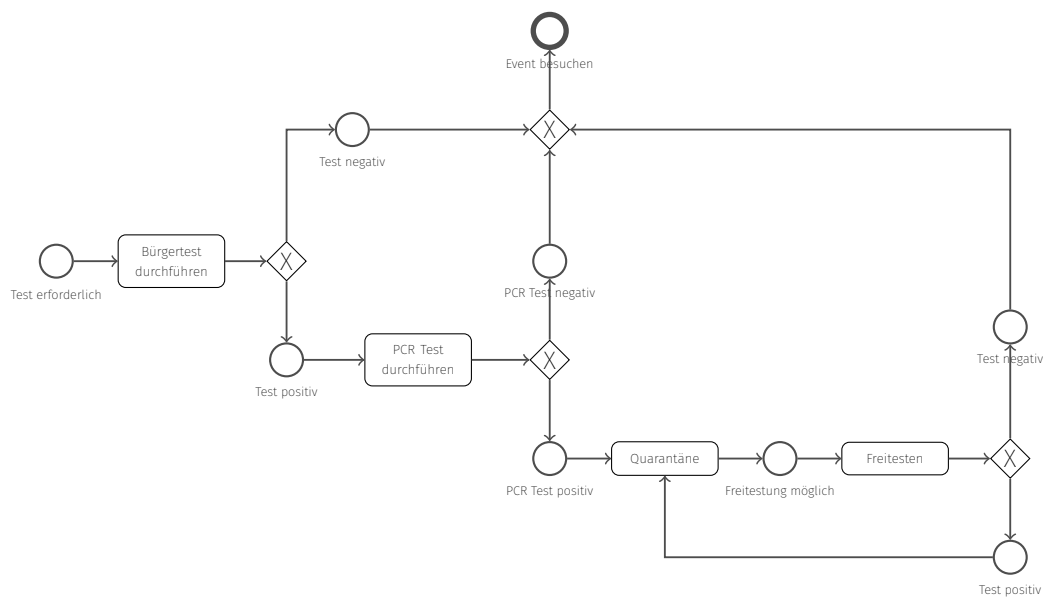 Event besuchen
X
Test negativ
Bürgertest
durchführen
X
Test erforderlich
PCR Test negativ
PCR Test
durchführen
X
Test positiv
Test negativ
Quarantäne
Freitesten
X
PCR Test positiv
Freitestung möglich
Test positiv